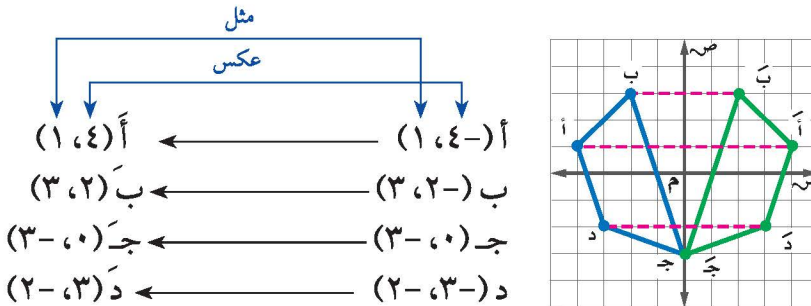 مثل
عكس
أ (-٤، ١) أَ (٤، ١)
ب (-٢، ٣) بَ (٢، ٣)
جـ (٠، -٣) جـَ (٠، -٣)
د (-٣، -٢) دَ (٣، -٢)
ص
ب بَ
أ أَ
م
س
د دَ
جـ جـَ